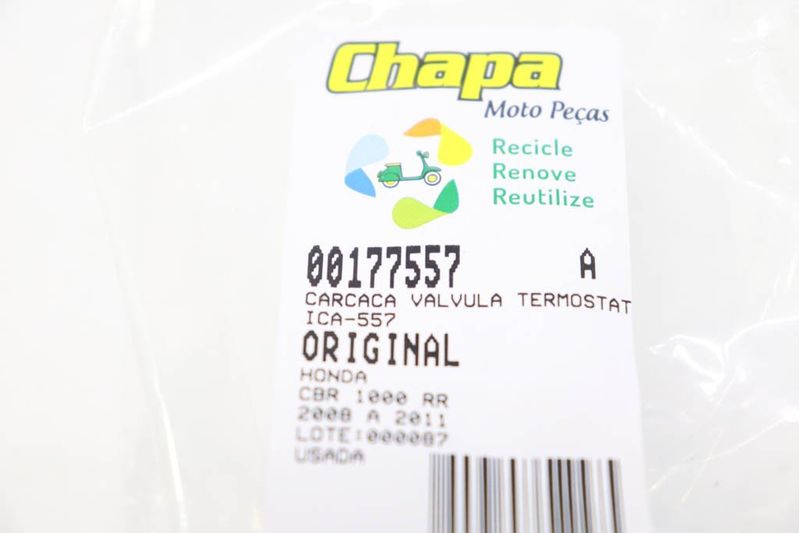 Chapa
Moto Peças
Recicle
Renove
Reutilize
00177557 A
CARCACA VALVULA TERMOSTAT
ICA-557
ORIGINAL
HONDA
CBR 1000 RR
2008 A 2011
LOTE:000087
USADA